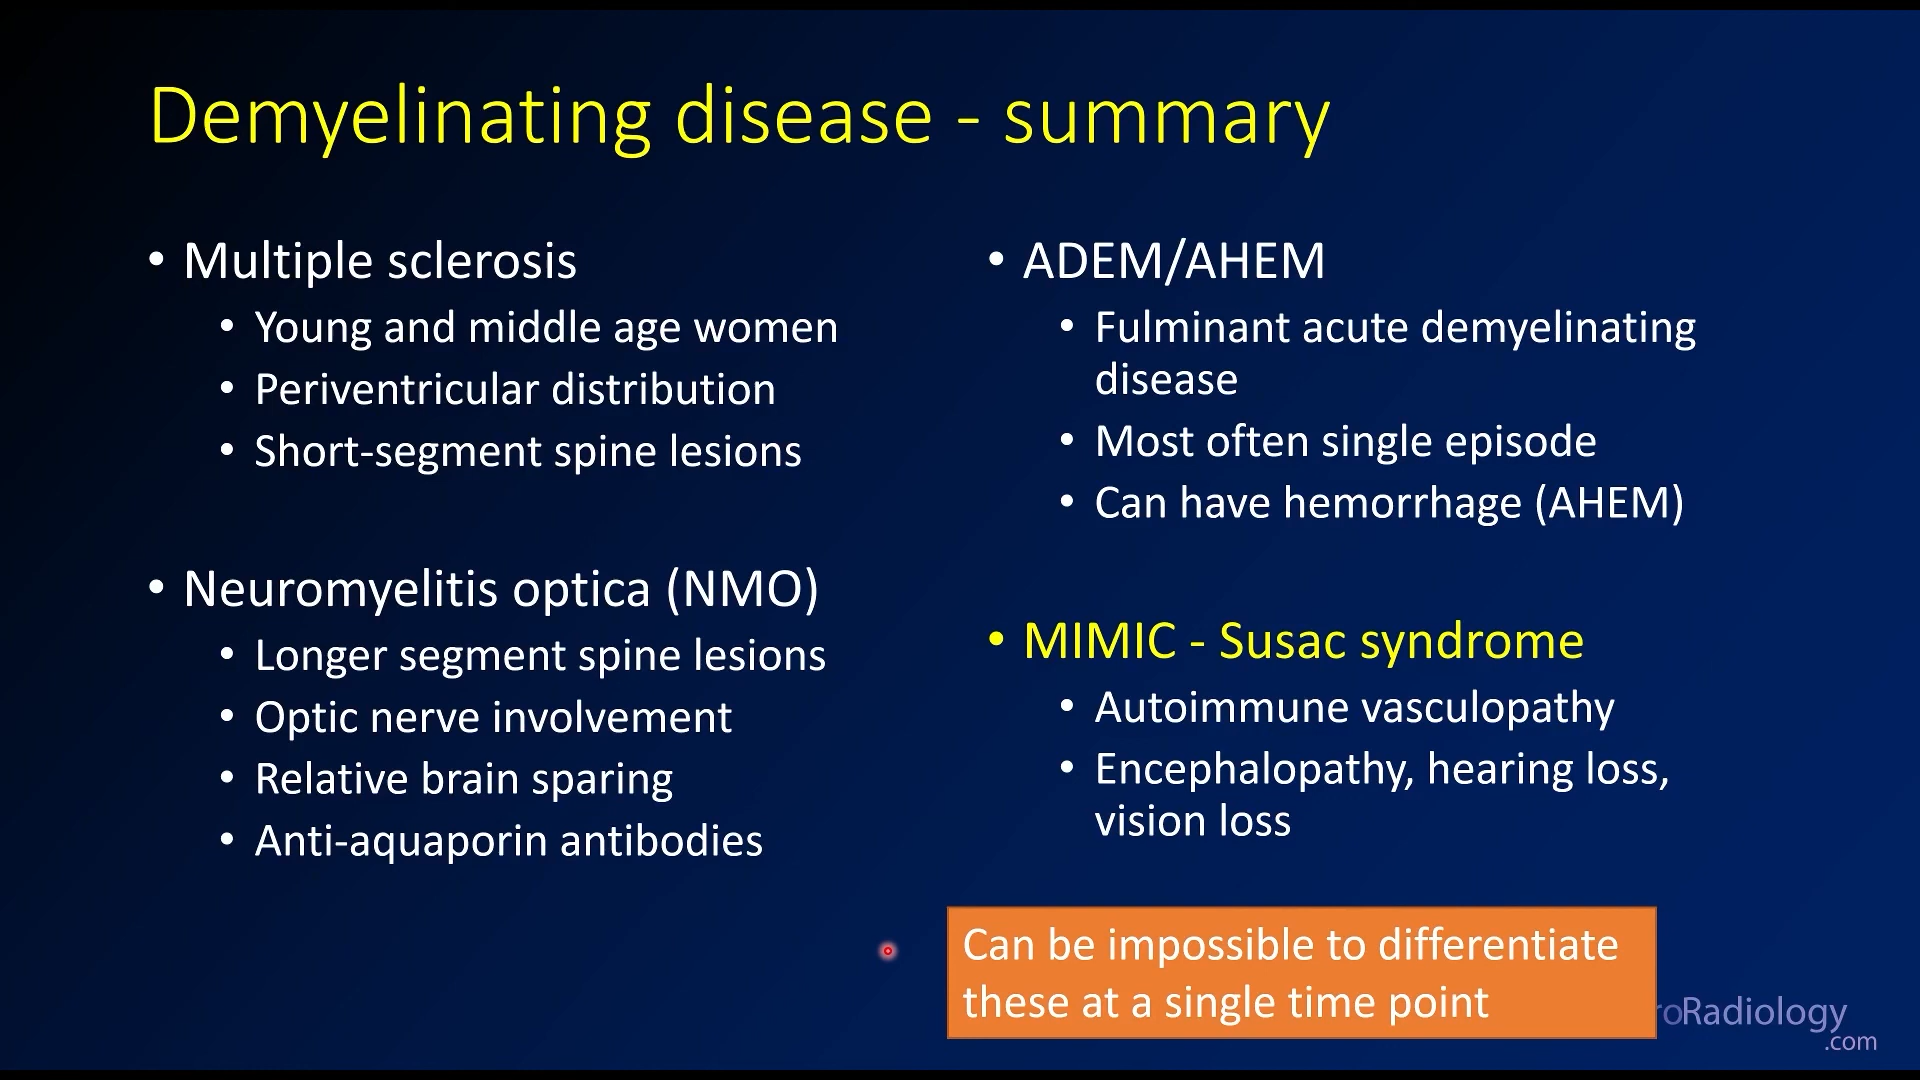 Demyelinating disease - summary
• Multiple sclerosis
• Young and middle age women
• Periventricular distribution
• Short-segment spine lesions
• Neuromyelitis optica (NMO)
• Longer segment spine lesions
• Optic nerve involvement
• Relative brain sparing
• Anti-aquaporin antibodies
• ADEM/AHEM
• Fulminant acute demyelinating
disease
• Most often single episode
• Can have hemorrhage (AHEM)
• MIMIC - Susac syndrome
• Autoimmune vasculopathy
• Encephalopathy, hearing loss,
vision loss
Can be impossible to differentiate
these at a single time point
roRadiology
.com